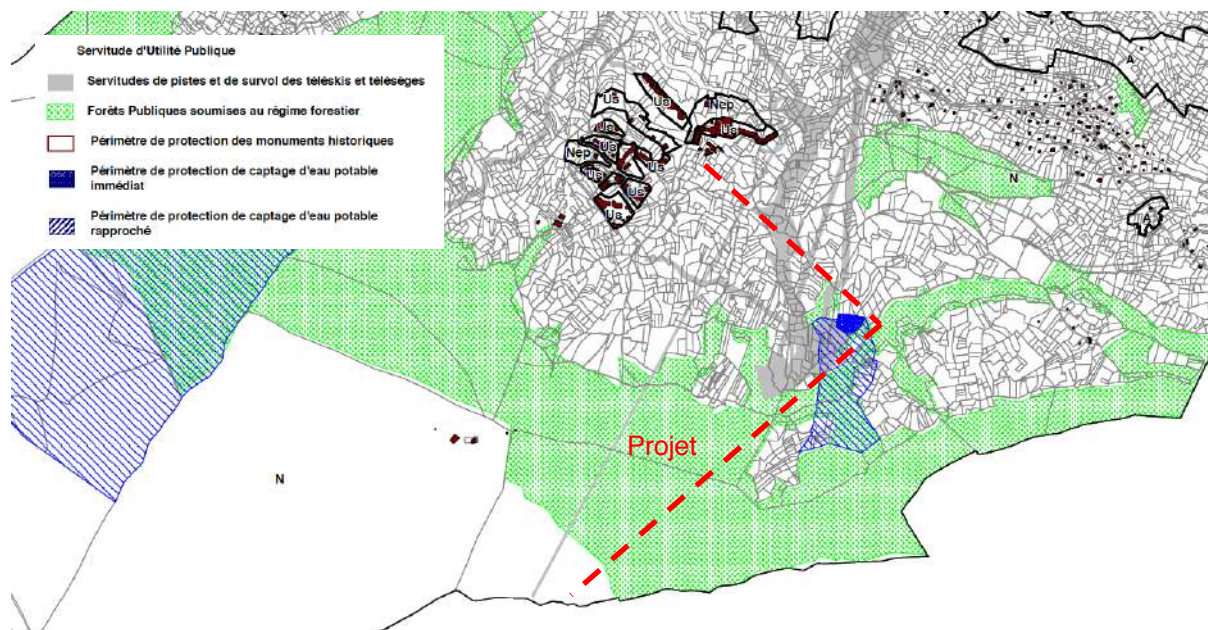 Servitude d'Utilité Publique
Servitudes de pistes et de survol des téléskis et télésèges
Forêts Publiques soumises au régime forestier
Périmètre de protection des monuments historiques
Périmètre de protection de captage d'eau potable
immédiat
Périmètre de protection de captage d'eau potable
rapproché
A
Us
Us
Nep
Us
Us
Us
Nep
Us
Us
Us
Us
N
A
Projet
N